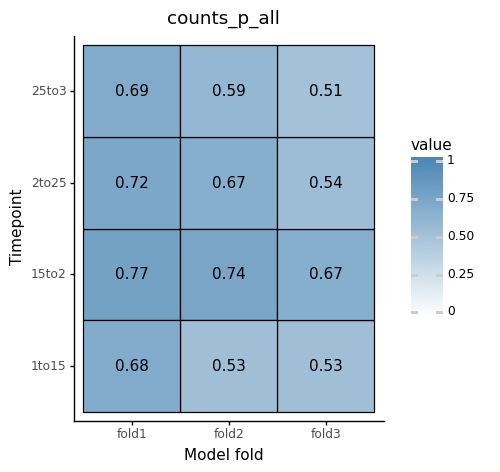 counts_p_all
Timepoint
25to3
0.69 0.59 0.51
2to25
0.72 0.67 0.54
15to2
0.77 0.74 0.67
1to15
0.68 0.53 0.53
fold1 fold2 fold3
Model fold
value
1
0.75
0.50
0.25
0